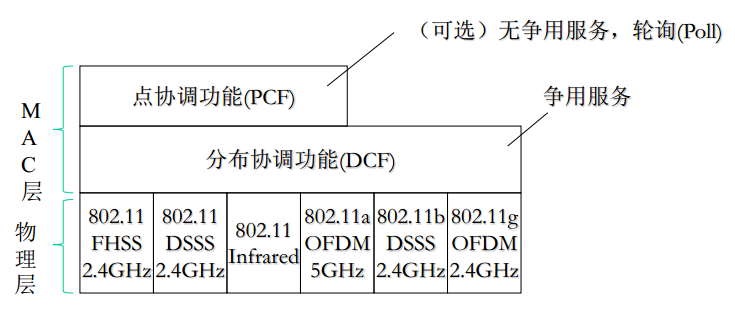 （可选）无争用服务，轮询(Poll)
点协调功能(PCF)
争用服务
MAC层
分布协调功能(DCF)
物理层
802.11
FHSS
2.4GHz
802.11
DSSS
2.4GHz
802.11
Infrared
802.11a
OFDM
5GHz
802.11b
DSSS
2.4GHz
802.11g
OFDM
2.4GHz